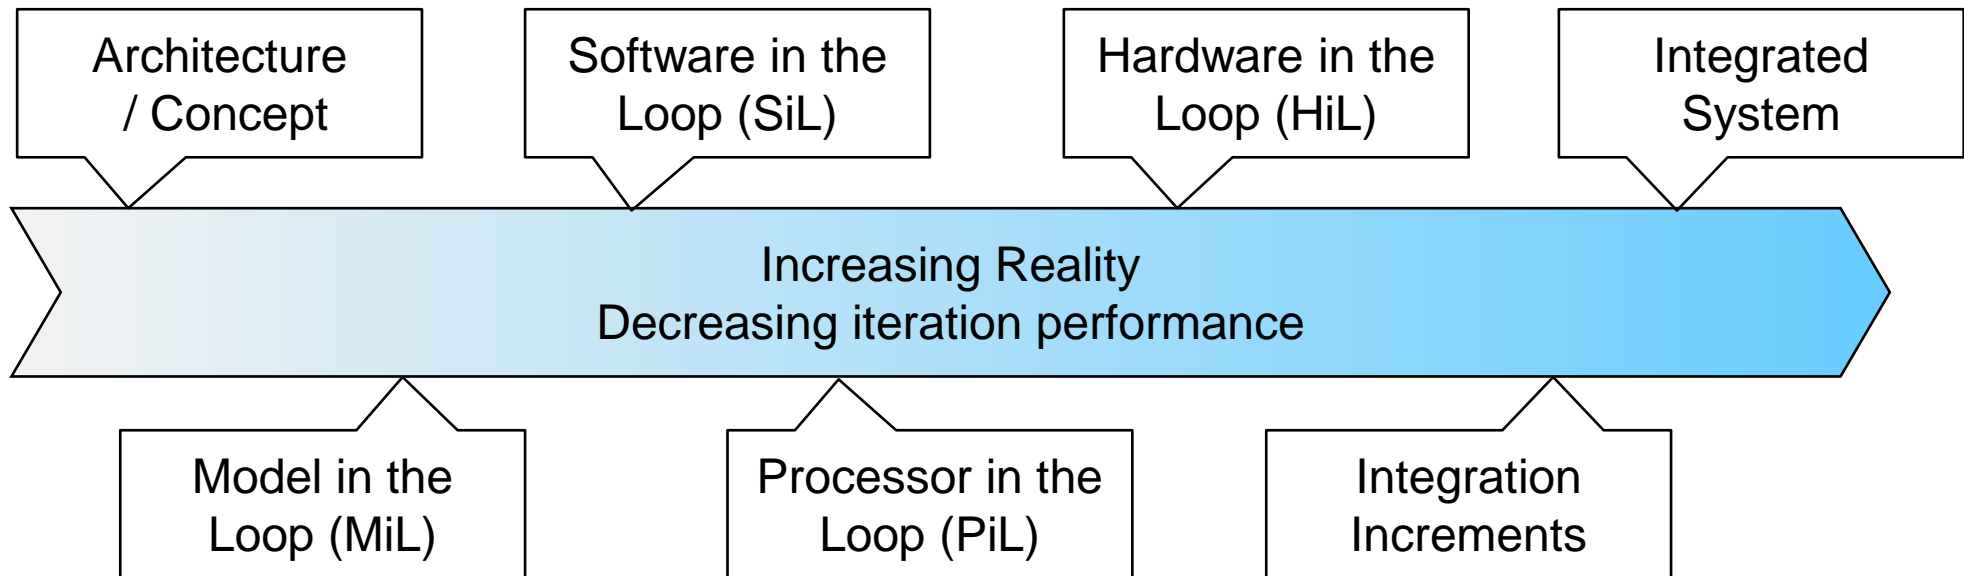 Architecture
/ Concept
Software in the
Loop (SiL)
Hardware in the
Loop (HiL)
Integrated
System
Increasing Reality
Decreasing iteration performance
Model in the
Loop (MiL)
Processor in the
Loop (PiL)
Integration
Increments